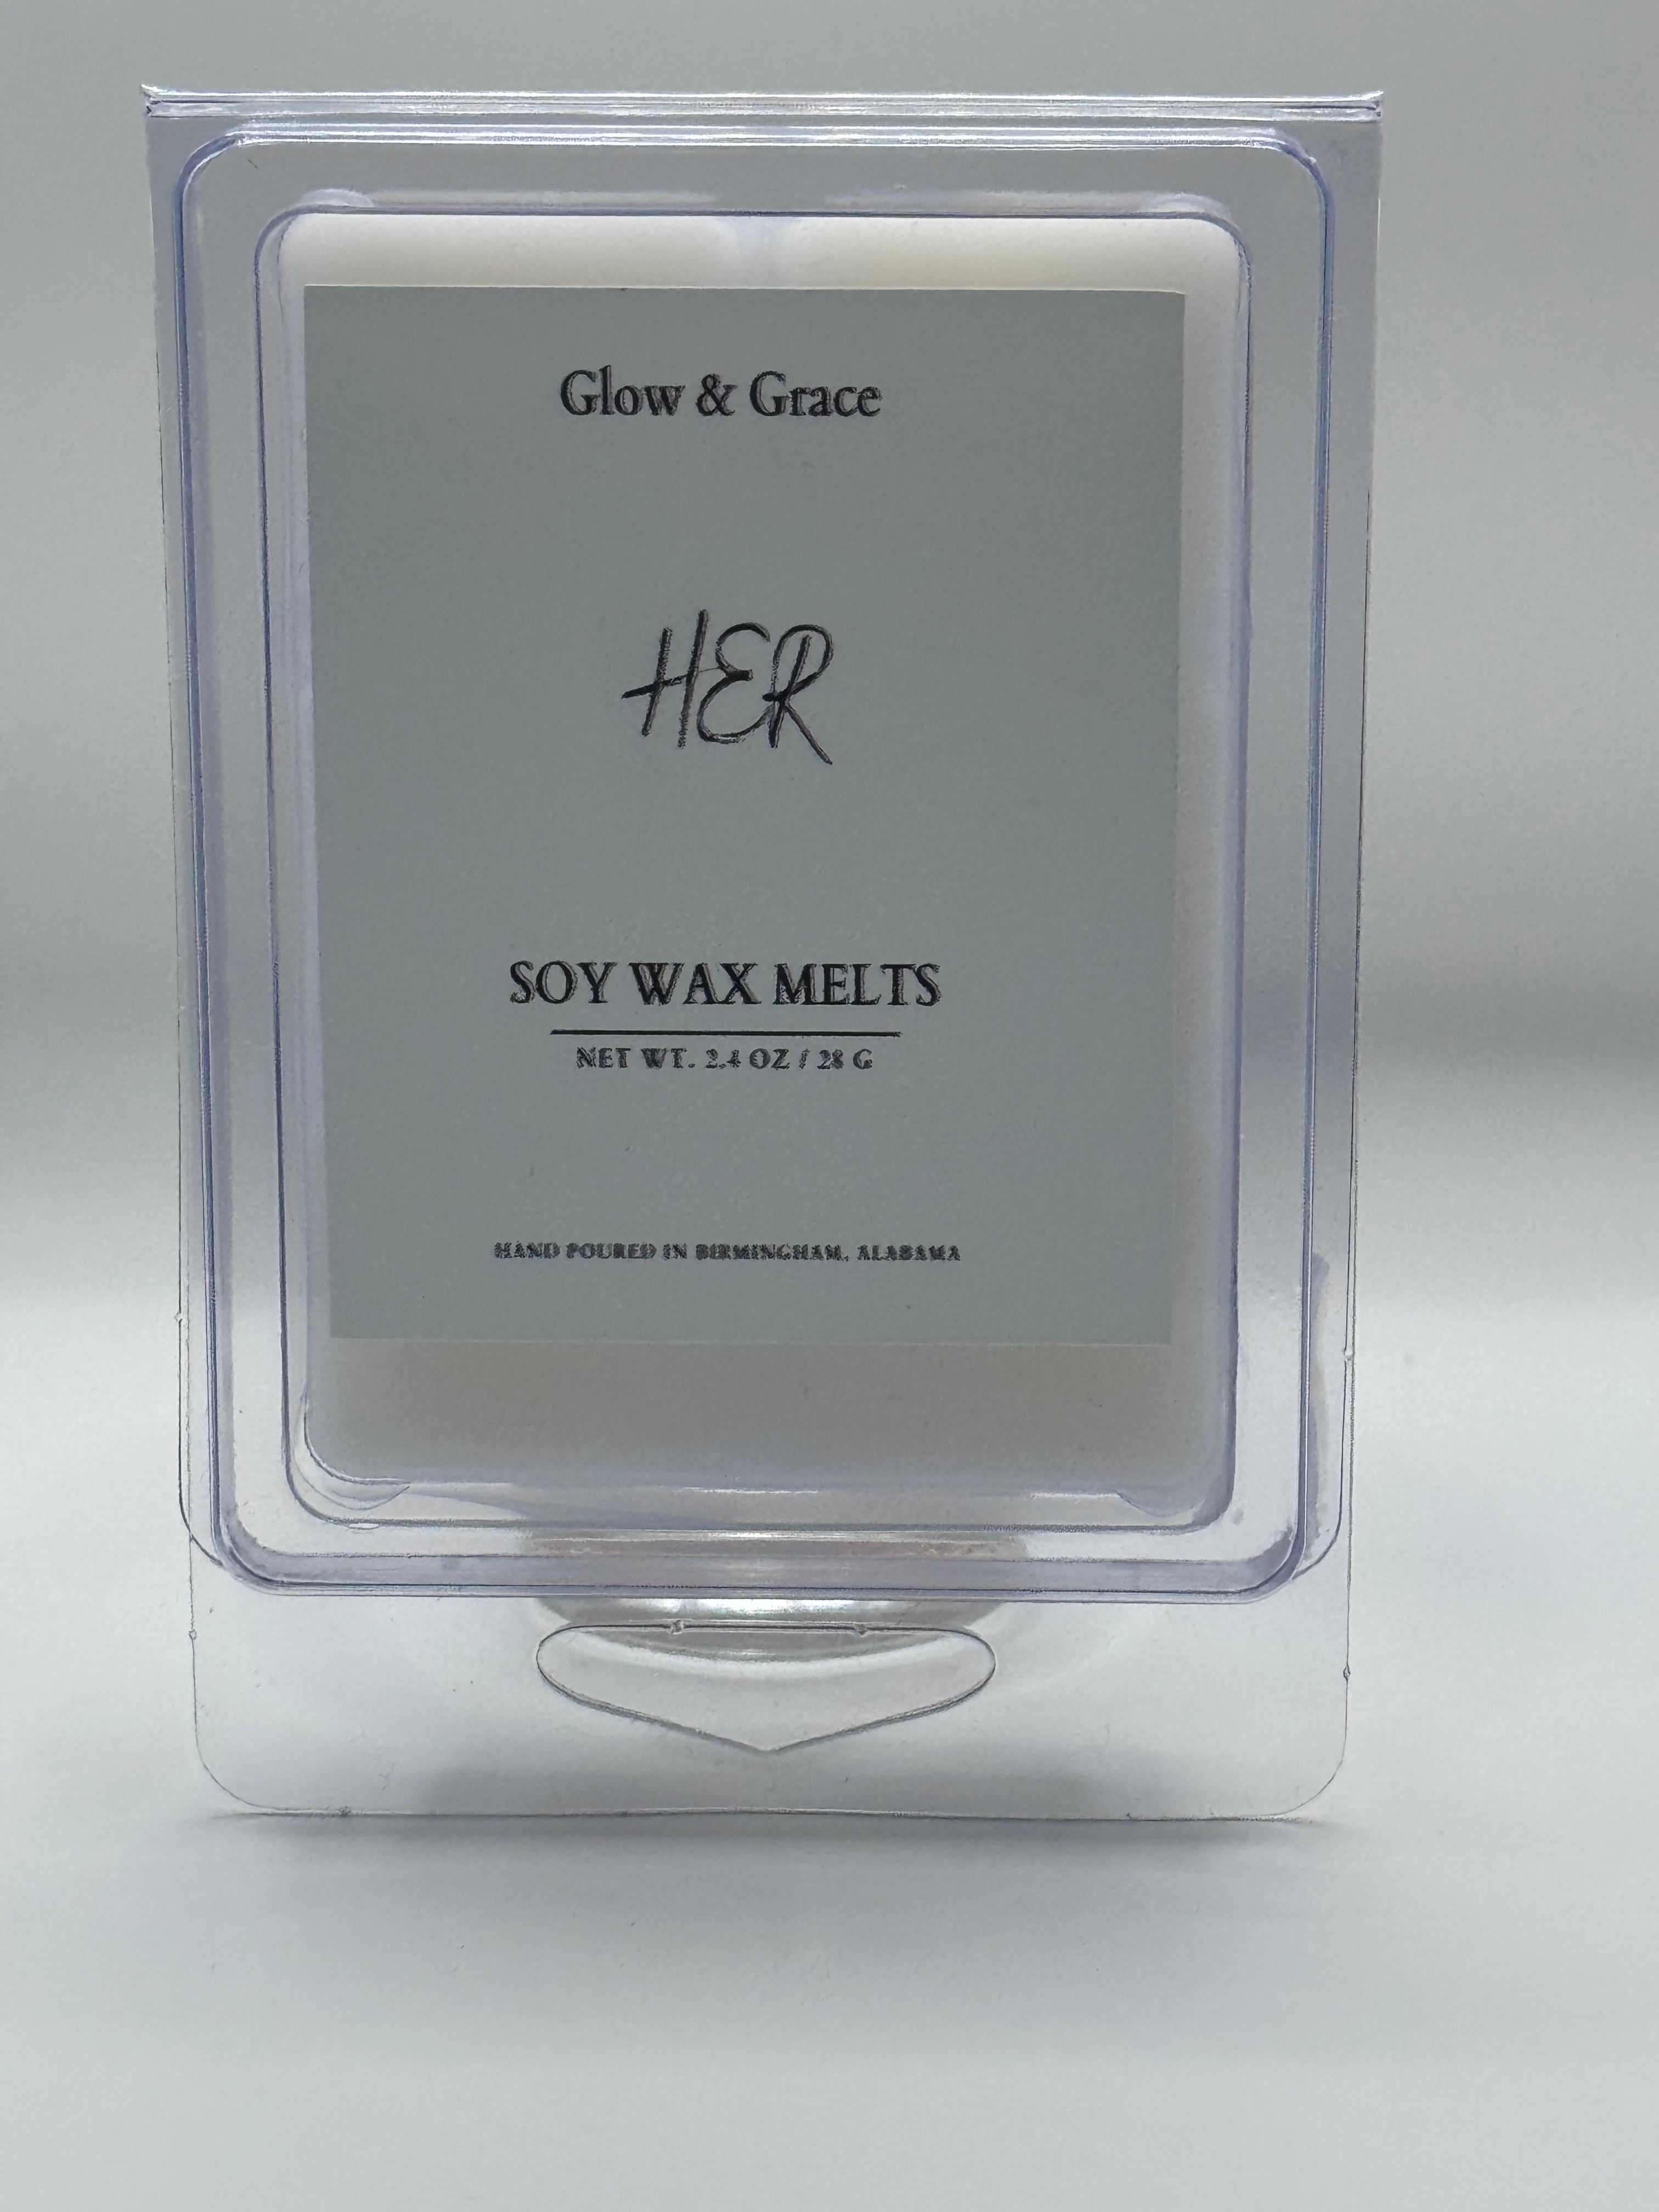 Glow & Grace
HER
SOY WAX MELTS
NET WT. 2.4 OZ / 28 G
HAND POURED IN BIRMINGHAM, ALABAMA